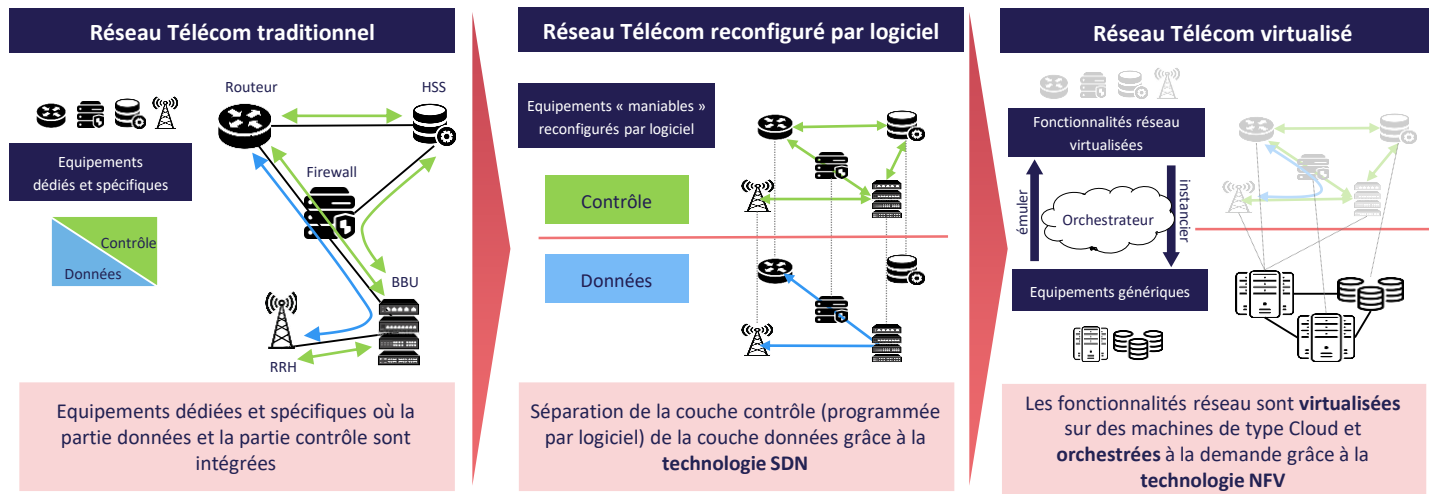 Réseau Télécom traditionnel
Routeur
HSS
Equipements
dédiés et spécifiques
Firewall
Contrôle
Données
BBU
RRH
Equipements dédiées et spécifiques où la
partie données et la partie contrôle sont
intégrées
Réseau Télécom reconfiguré par logiciel
Equipements « maniables »
reconfigurés par logiciel
Contrôle
Données
Séparation de la couche contrôle (programmée
par logiciel) de la couche données grâce à la
technologie SDN
Réseau Télécom virtualisé
Fonctionnalités réseau
virtualisées
émuler
Orchestrateur
instancier
Equipements génériques
Les fonctionnalités réseau sont virtualisées
sur des machines de type Cloud et
orchestrées à la demande grâce à la
technologie NFV